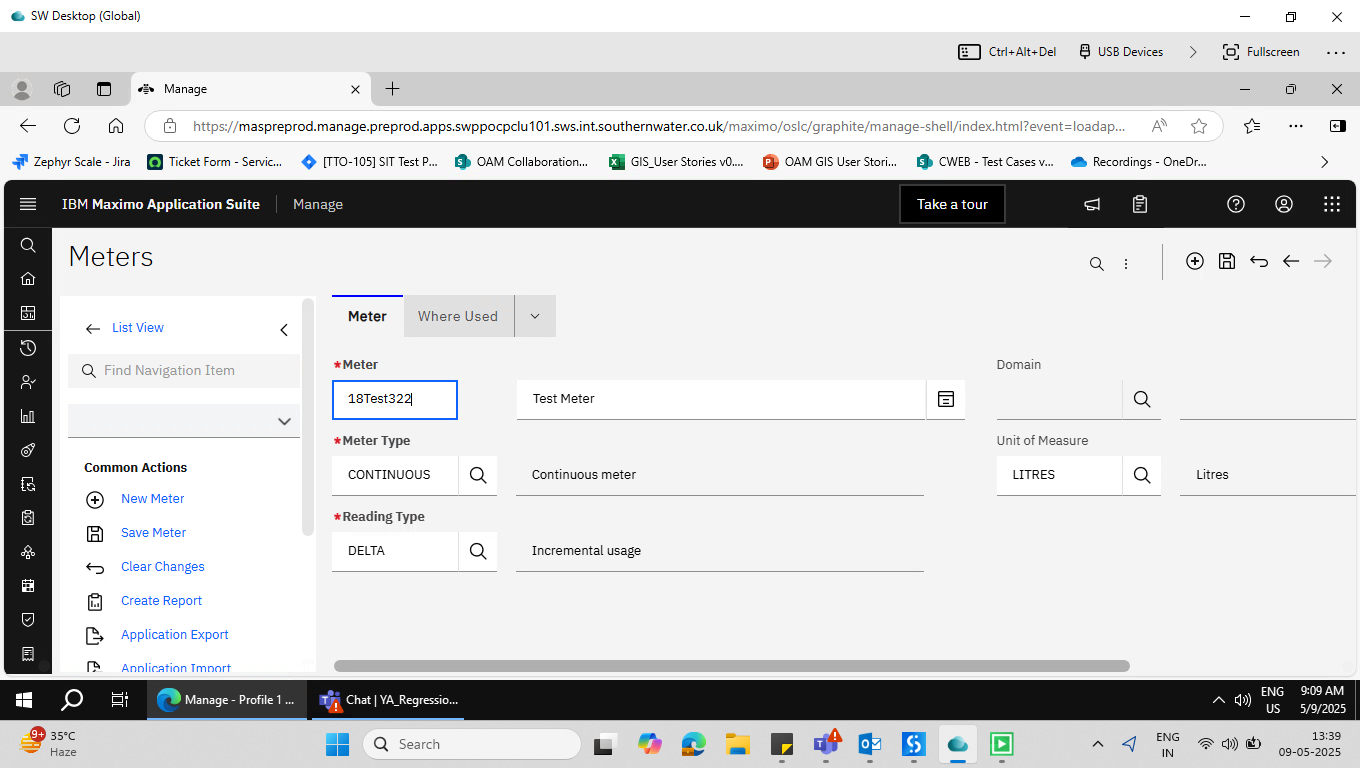 SW Desktop (Global)
Ctrl+Alt+Del
USB Devices
Fullscreen
Manage
https://maspreprod.manage.preprod.apps.swppocpclu101.sws.int.southernwater.co.uk/maximo/oslc/graphite/manage-shell/index.html?event=loadap...
Zephyr Scale - Jira
Ticket Form - Servic...
[TTO-105] SIT Test P...
OAM Collaboration...
GIS_User Stories v0....
OAM GIS User Stori...
CWEB - Test Cases v...
Recordings - OneDr...
IBM Maximo Application Suite
Manage
Take a tour
Meters
List View
Find Navigation Item
Common Actions
New Meter
Save Meter
Clear Changes
Create Report
Application Export
Application Import
Meter
Where Used
*Meter
18Test322
Test Meter
Domain
*Meter Type
CONTINUOUS
Continuous meter
Unit of Measure
LITRES
Litres
*Reading Type
DELTA
Incremental usage
Manage - Profile 1 ...
Chat | YA_Regressio...
ENG
US
9:09 AM
5/9/2025
9+
35°C
Haze
Search
ENG
IN
13:39
09-05-2025